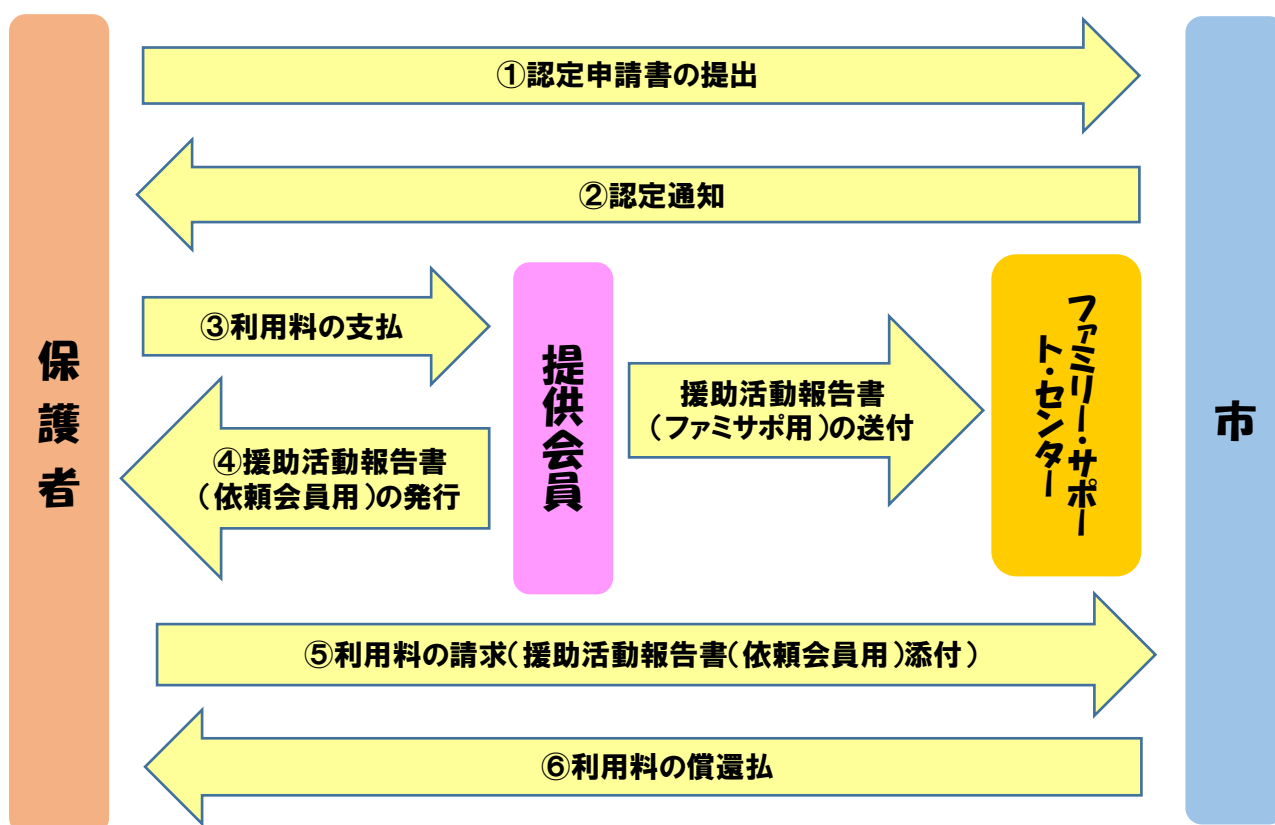 ①認定申請書の提出
②認定通知
保護者
③利用料の支払
④援助活動報告書
（依頼会員用）の発行
提供会員
援助活動報告書
（ファミサポ用）の送付
ファミリー・サポー
ト・センター
市
⑤利用料の請求（援助活動報告書（依頼会員用）添付）
⑥利用料の償還払